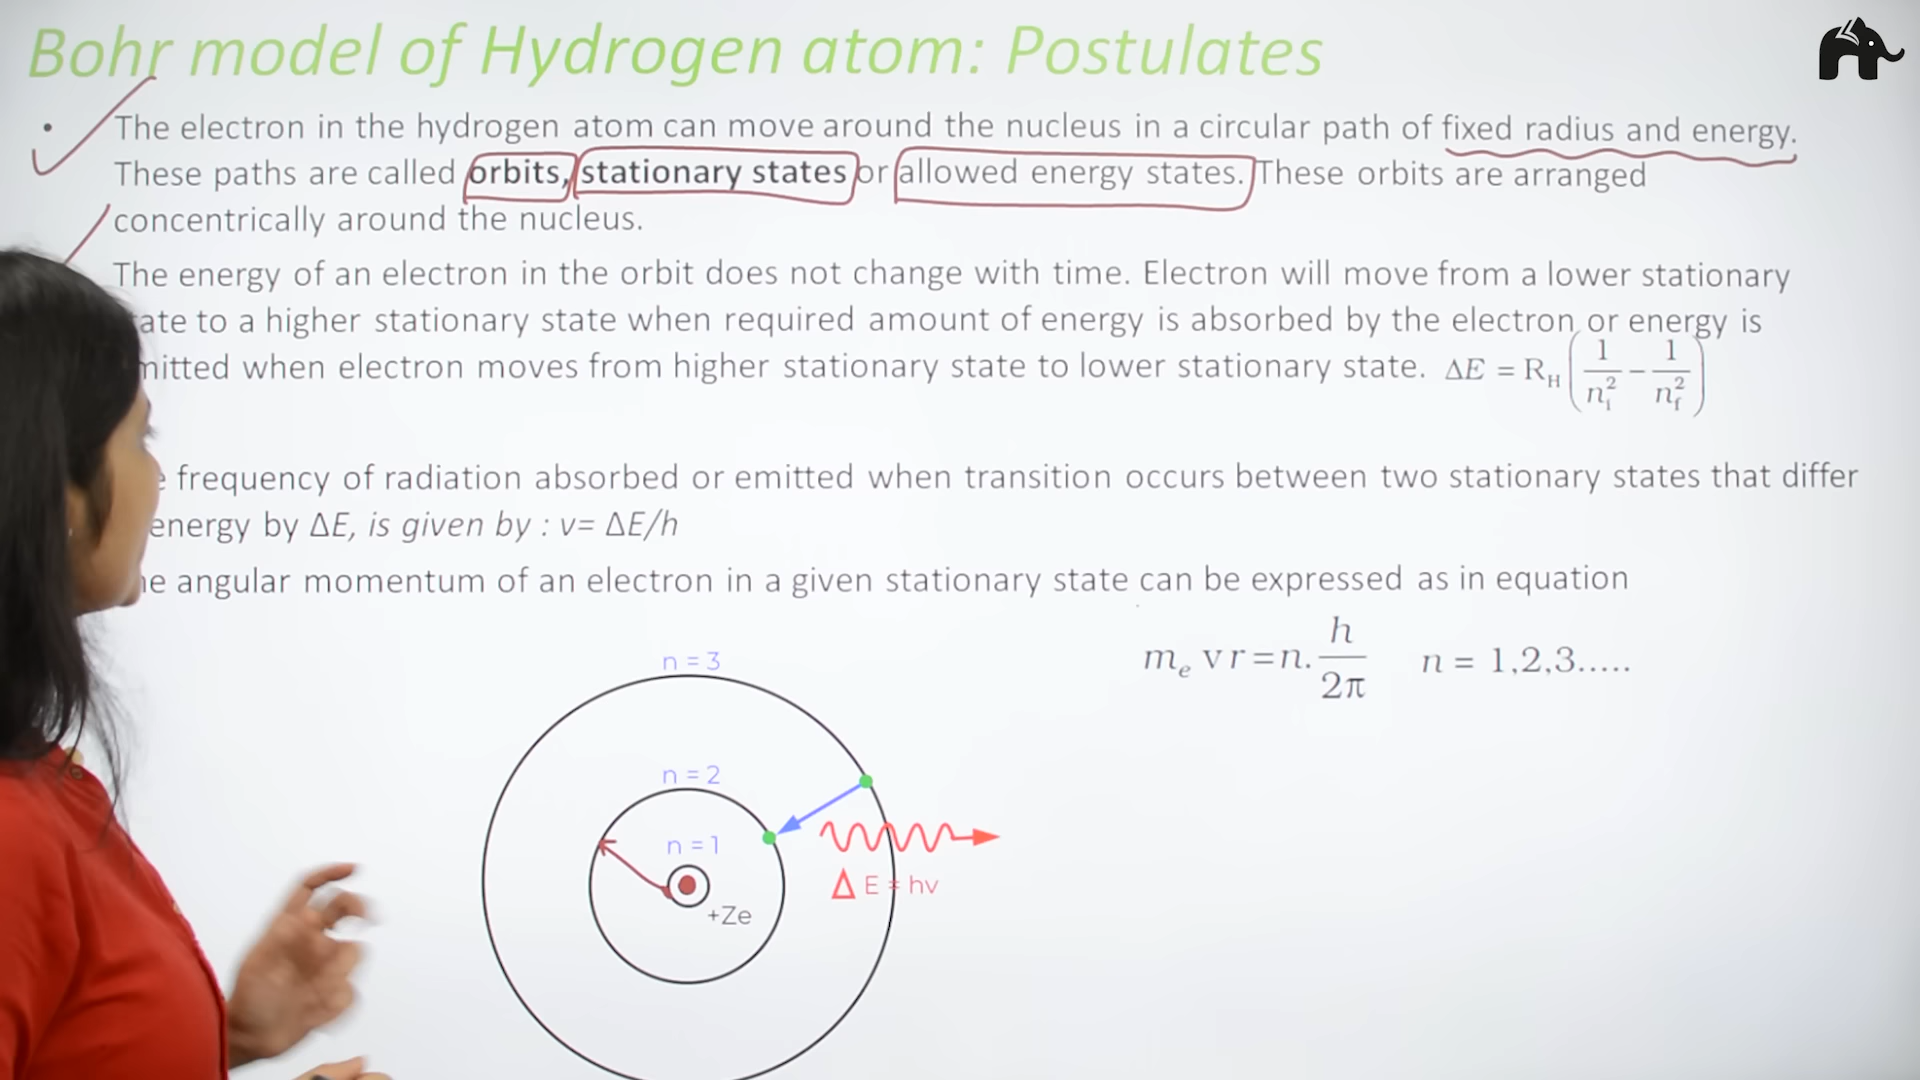 Bohr model of Hydrogen atom: Postulates
• The electron in the hydrogen atom can move around the nucleus in a circular path of fixed radius and energy.
These paths are called orbits, stationary states or allowed energy states. These orbits are arranged
concentrically around the nucleus.
The energy of an electron in the orbit does not change with time. Electron will move from a lower stationary
ate to a higher stationary state when required amount of energy is absorbed by the electron or energy is
mitted when electron moves from higher stationary state to lower stationary state. ΔE = R_H (1/n_i² − 1/n_f²)
e frequency of radiation absorbed or emitted when transition occurs between two stationary states that differ
energy by ΔE, is given by : ν= ΔE/h
e angular momentum of an electron in a given stationary state can be expressed as in equation
m_e v r = n. h/2π n = 1,2,3.....
n = 3
n = 2
n = 1
+Ze
Δ E = hν